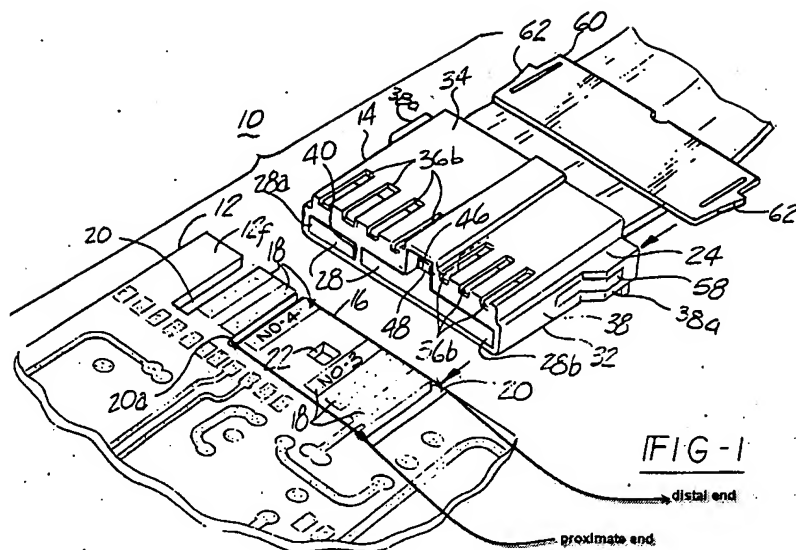 60
62
34
38a
14
10
36b
40
28a
46
12
12f
20
18
28
16
24
62
58
48
38
38a
NO:4
36b
32
28b
22
20a
NO:3
20
18
FIG-1
distal end
proximate end